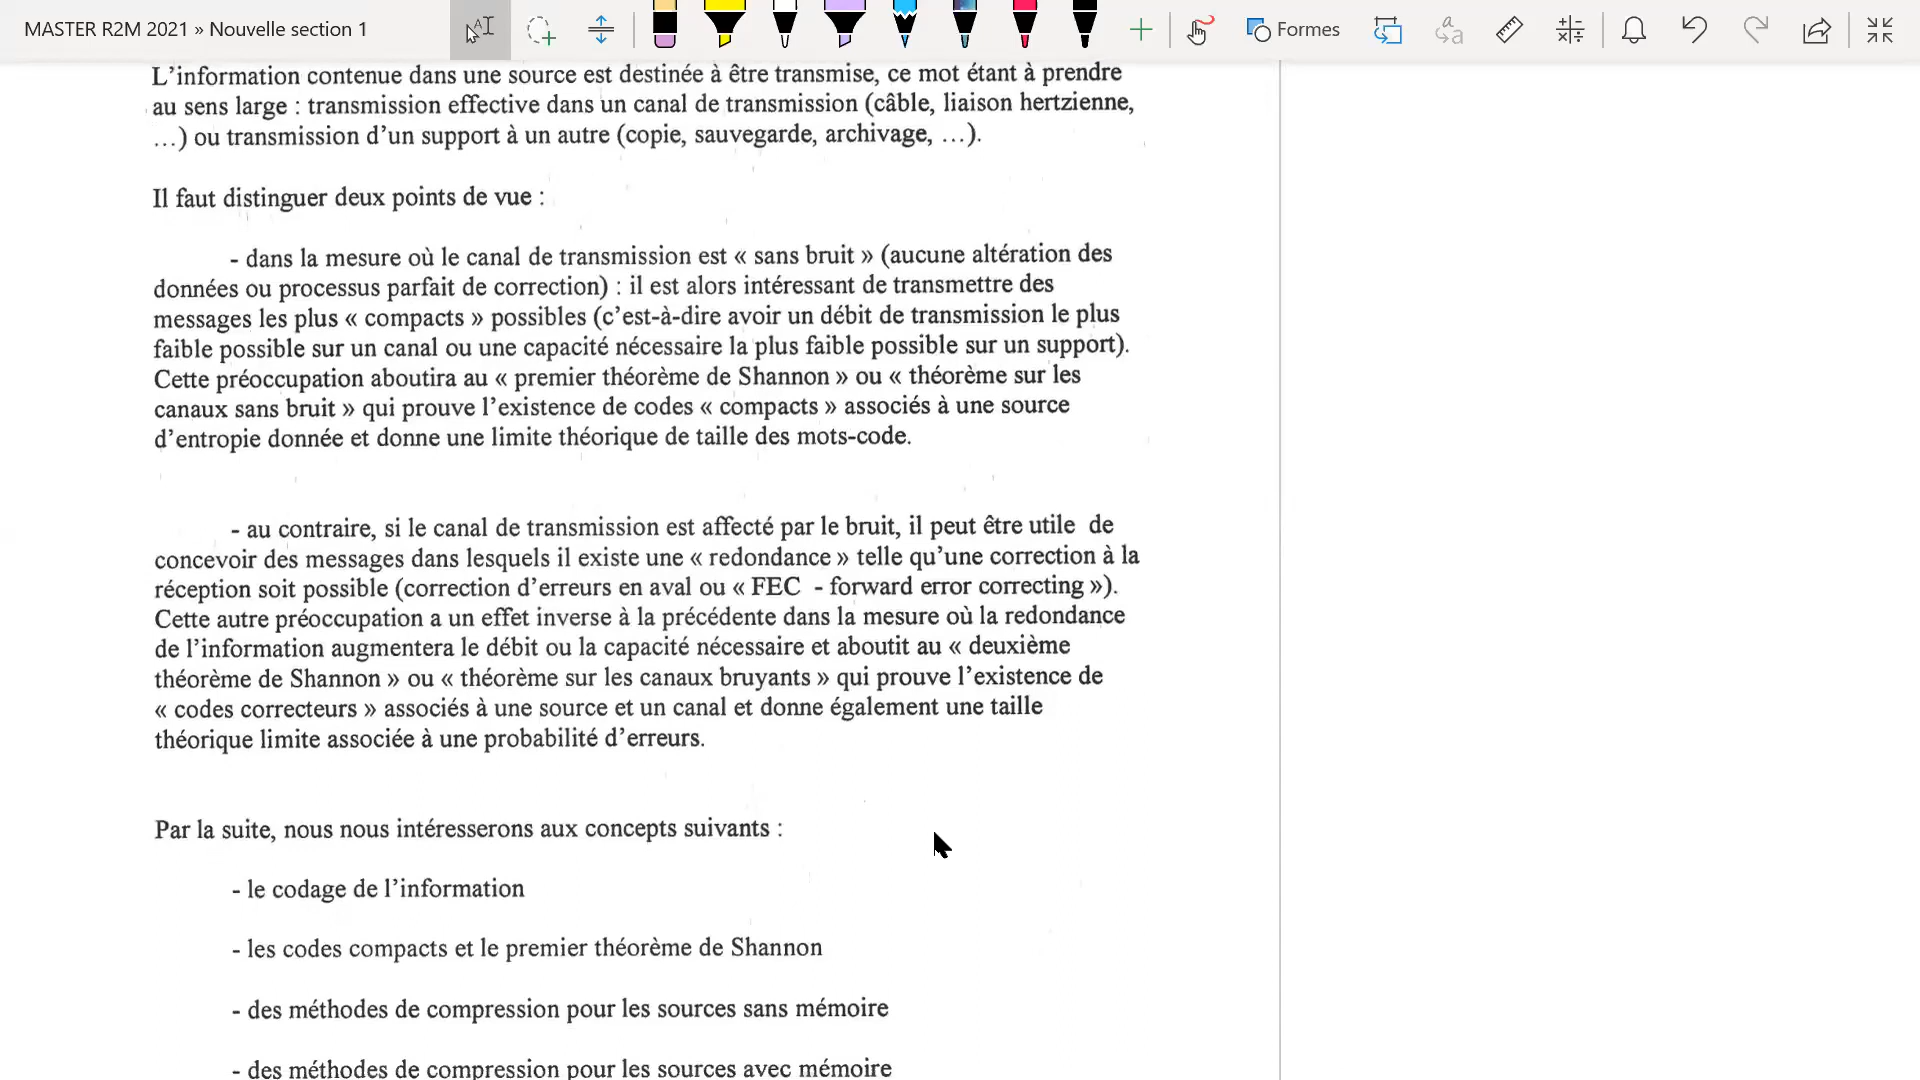 MASTER R2M 2021 » Nouvelle section 1
Formes
L’information contenue dans une source est destinée à être transmise, ce mot étant à prendre
au sens large : transmission effective dans un canal de transmission (câble, liaison hertzienne,
…) ou transmission d’un support à un autre (copie, sauvegarde, archivage, …).
Il faut distinguer deux points de vue :
- dans la mesure où le canal de transmission est « sans bruit » (aucune altération des
données ou processus parfait de correction) : il est alors intéressant de transmettre des
messages les plus « compacts » possibles (c’est-à-dire avoir un débit de transmission le plus
faible possible sur un canal ou une capacité nécessaire la plus faible possible sur un support).
Cette préoccupation aboutira au « premier théorème de Shannon » ou « théorème sur les
canaux sans bruit » qui prouve l’existence de codes « compacts » associés à une source
d’entropie donnée et donne une limite théorique de taille des mots-code.
- au contraire, si le canal de transmission est affecté par le bruit, il peut être utile de
concevoir des messages dans lesquels il existe une « redondance » telle qu’une correction à la
réception soit possible (correction d’erreurs en aval ou « FEC - forward error correcting »).
Cette autre préoccupation a un effet inverse à la précédente dans la mesure où la redondance
de l’information augmentera le débit ou la capacité nécessaire et aboutit au « deuxième
théorème de Shannon » ou « théorème sur les canaux bruyants » qui prouve l’existence de
« codes correcteurs » associés à une source et un canal et donne également une taille
théorique limite associée à une probabilité d’erreurs.
Par la suite, nous nous intéresserons aux concepts suivants :
- le codage de l’information
- les codes compacts et le premier théorème de Shannon
- des méthodes de compression pour les sources sans mémoire
- des méthodes de compression pour les sources avec mémoire